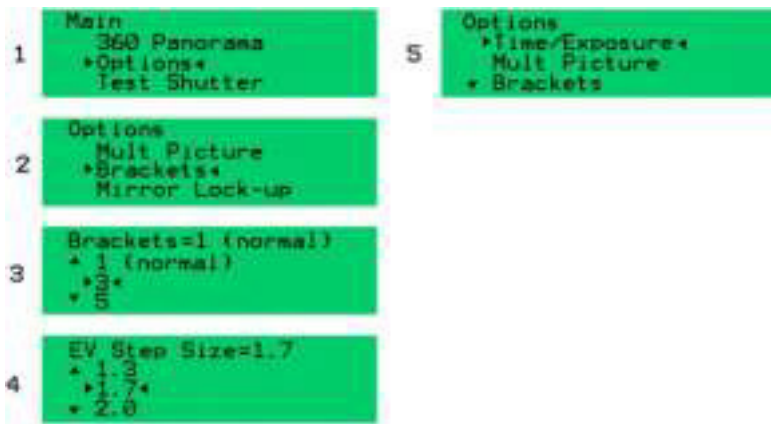 1
Main
360 Panorama
Options
Test Shutter
2
Options
Mult Picture
Brackets
Mirror Lock-up
3
Brackets=1 (normal)
1 (normal)
3
5
4
EV Step Size=1.7
1.3
1.7
2.0
5
Options
Time/Exposure
Mult Picture
Brackets